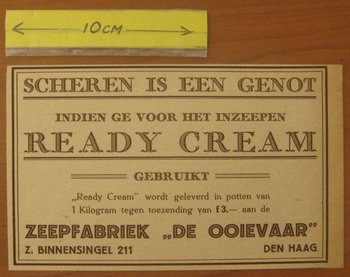 10CM
SCHEREN IS EEN GENOT
INDIEN GE VOOR HET INZEEPEN
READY CREAM
GEBRUIKT
„Ready Cream” wordt geleverd in potten van
1 Kilogram tegen toezending van f 3.— aan de
ZEEPFABRIEK „DE OOIEVAAR”
Z. BINNENSINGEL 211 DEN HAAG